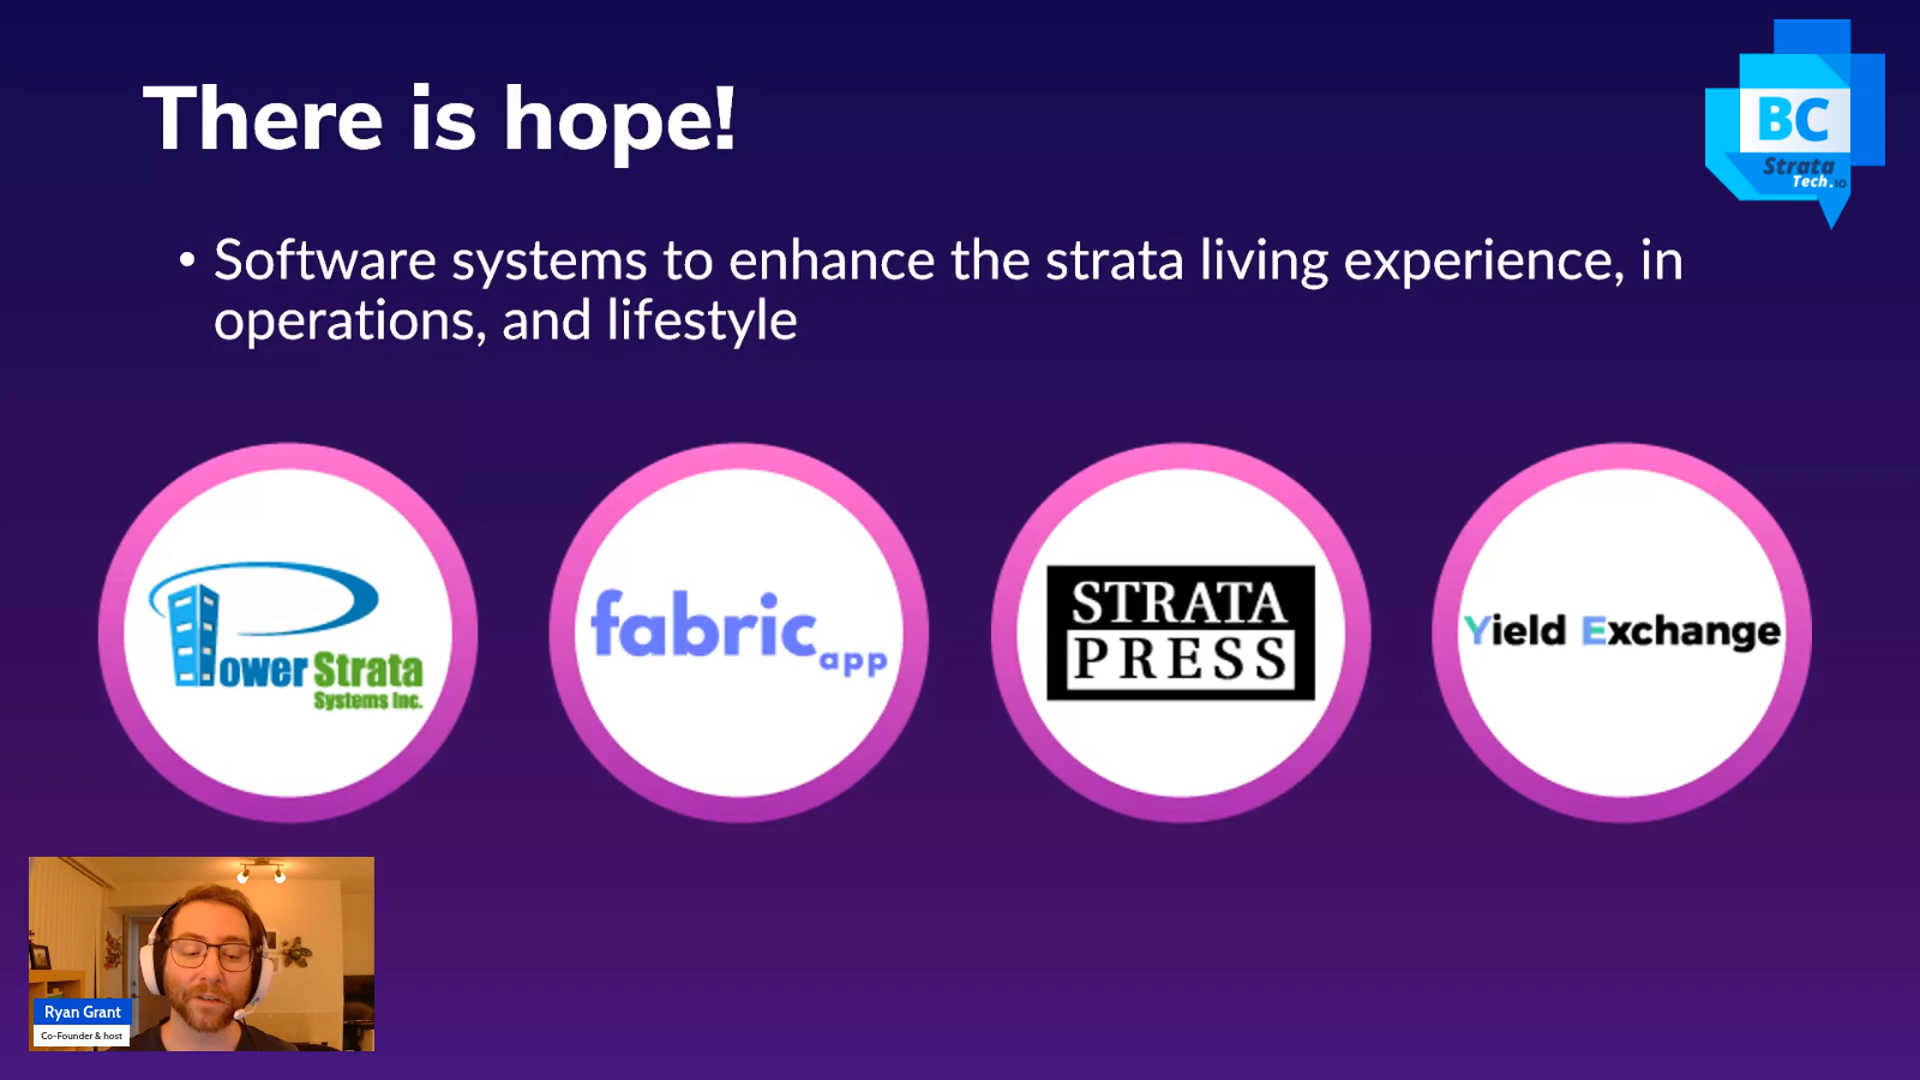 There is hope!
BC
Strata
Tech.io
• Software systems to enhance the strata living experience, in
operations, and lifestyle
Power Strata
Systems Inc.
fabric
app
STRATA
PRESS
Yield Exchange
Ryan Grant
Co-Founder & host